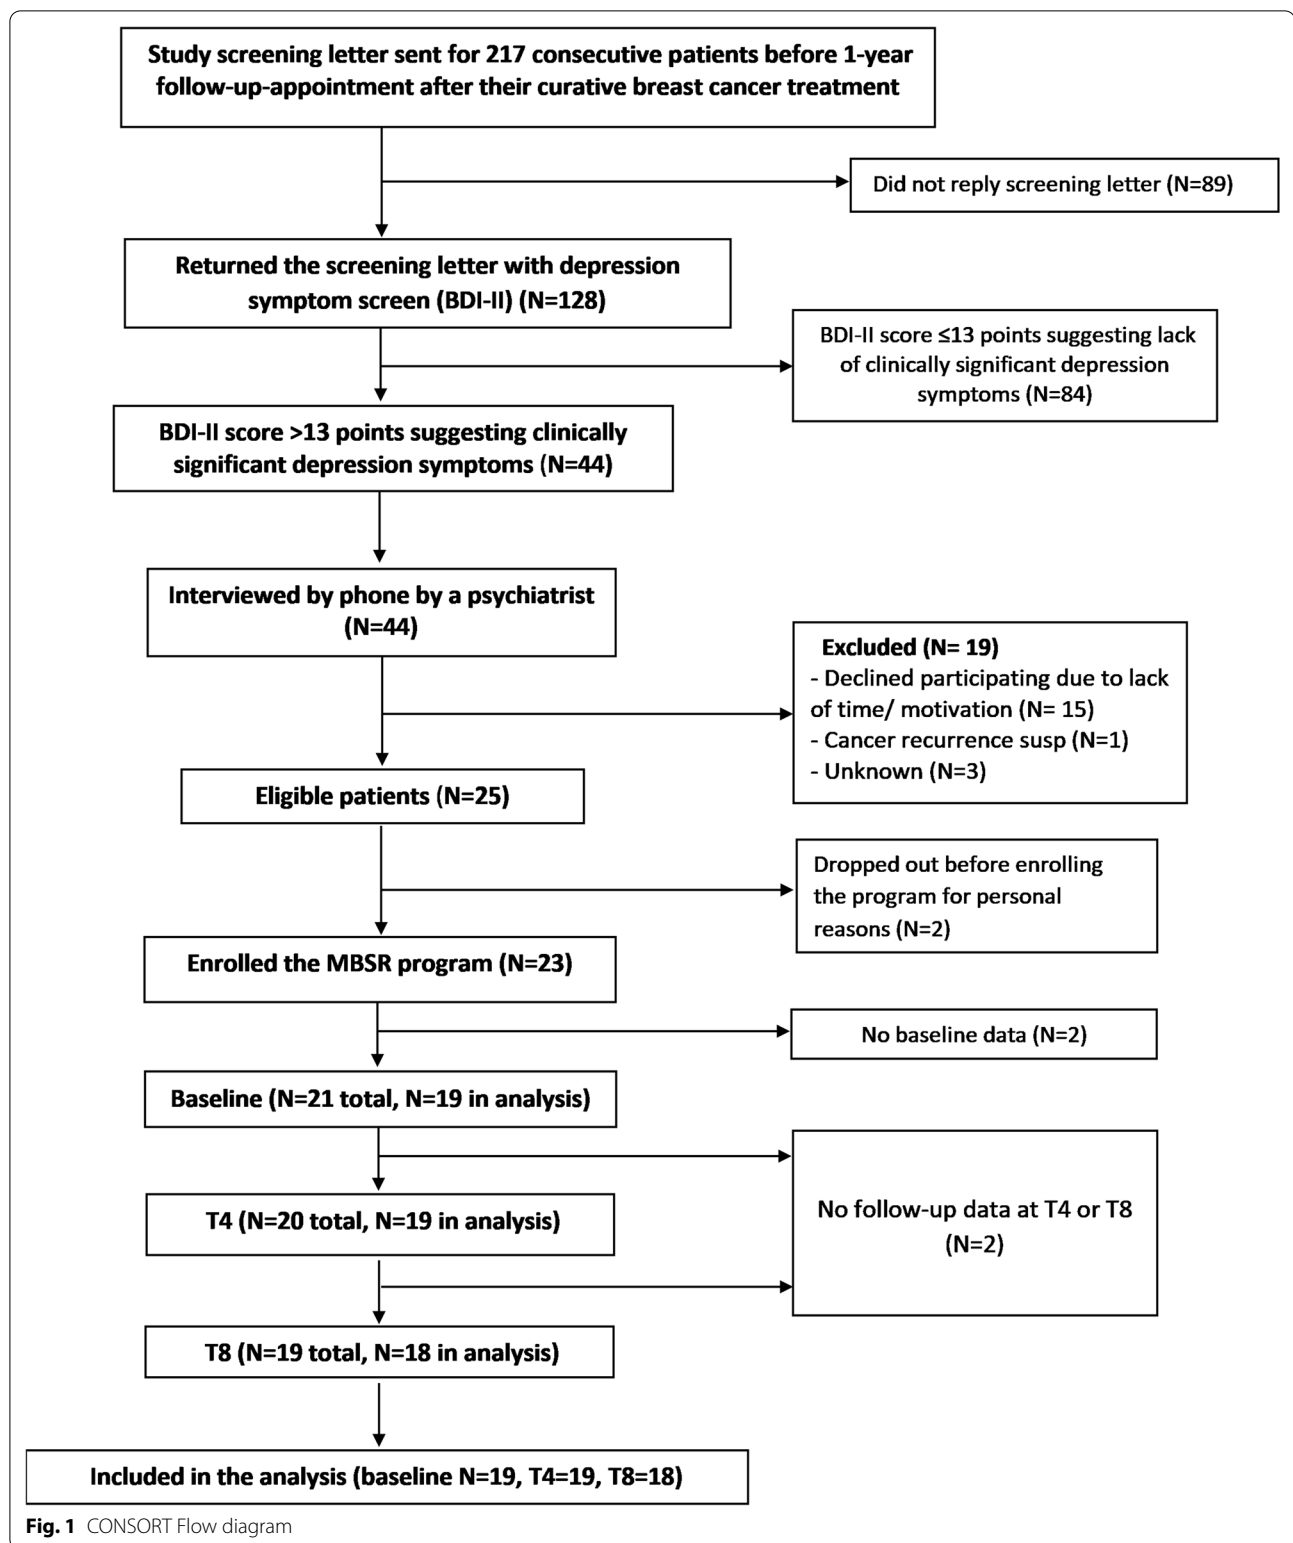 Study screening letter sent for 217 consecutive patients before 1-year
follow-up-appointment after their curative breast cancer treatment
Did not reply screening letter (N=89)
Returned the screening letter with depression
symptom screen (BDI-II) (N=128)
BDI-II score ≤13 points suggesting lack
of clinically significant depression
symptoms (N=84)
BDI-II score >13 points suggesting clinically
significant depression symptoms (N=44)
Interviewed by phone by a psychiatrist
(N=44)
Excluded (N= 19)
- Declined participating due to lack
of time/ motivation (N= 15)
- Cancer recurrence susp (N=1)
- Unknown (N=3)
Eligible patients (N=25)
Dropped out before enrolling
the program for personal
reasons (N=2)
Enrolled the MBSR program (N=23)
No baseline data (N=2)
Baseline (N=21 total, N=19 in analysis)
T4 (N=20 total, N=19 in analysis)
No follow-up data at T4 or T8
(N=2)
T8 (N=19 total, N=18 in analysis)
Included in the analysis (baseline N=19, T4=19, T8=18)
Fig. 1 CONSORT Flow diagram